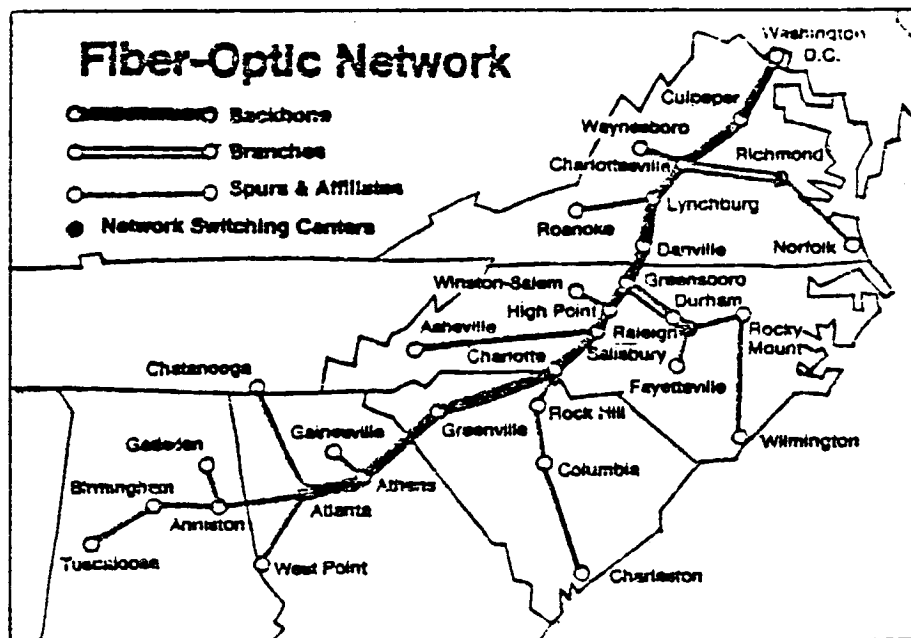 Fiber-Optic Network
Backbone
Branches
Spurs & Affiliates
Network Switching Centers
Washington
D.C.
Culpeper
Waynesboro
Charlottesville
Richmond
Lynchburg
Roanoke
Danville
Norfolk
Winston-Salem
Greensboro
High Point
Durham
Asheville
Raleigh
Rocky
Mount
Charlotte
Salisbury
Chatanooga
Fayetteville
Rock Hill
Gainesville
Greenville
Wilmington
Gadsden
Columbia
Birmingham
Athens
Anniston
Atlanta
Tuscaloosa
West Point
Charleston